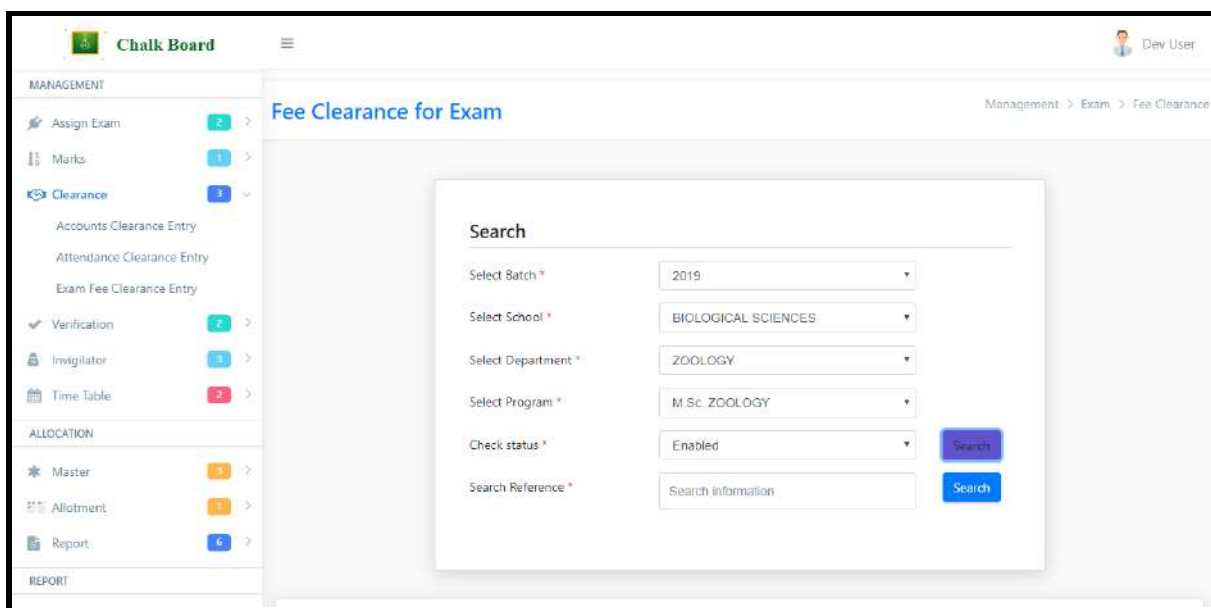 Chalk Board
Dev User
MANAGEMENT
Assign Exam 2
Marks 1
Clearance 3
Accounts Clearance Entry
Attendance Clearance Entry
Exam Fee Clearance Entry
Verification 2
Invigilator 3
Time Table 2
ALLOCATION
Master 3
Allotment
Report 6
REPORT
Fee Clearance for Exam
Management > Exam > Fee Clearance
Search
Select Batch * 2019
Select School * BIOLOGICAL SCIENCES
Select Department * ZOOLOGY
Select Program * M.Sc. ZOOLOGY
Check status * Enabled Search
Search Reference * Search information Search